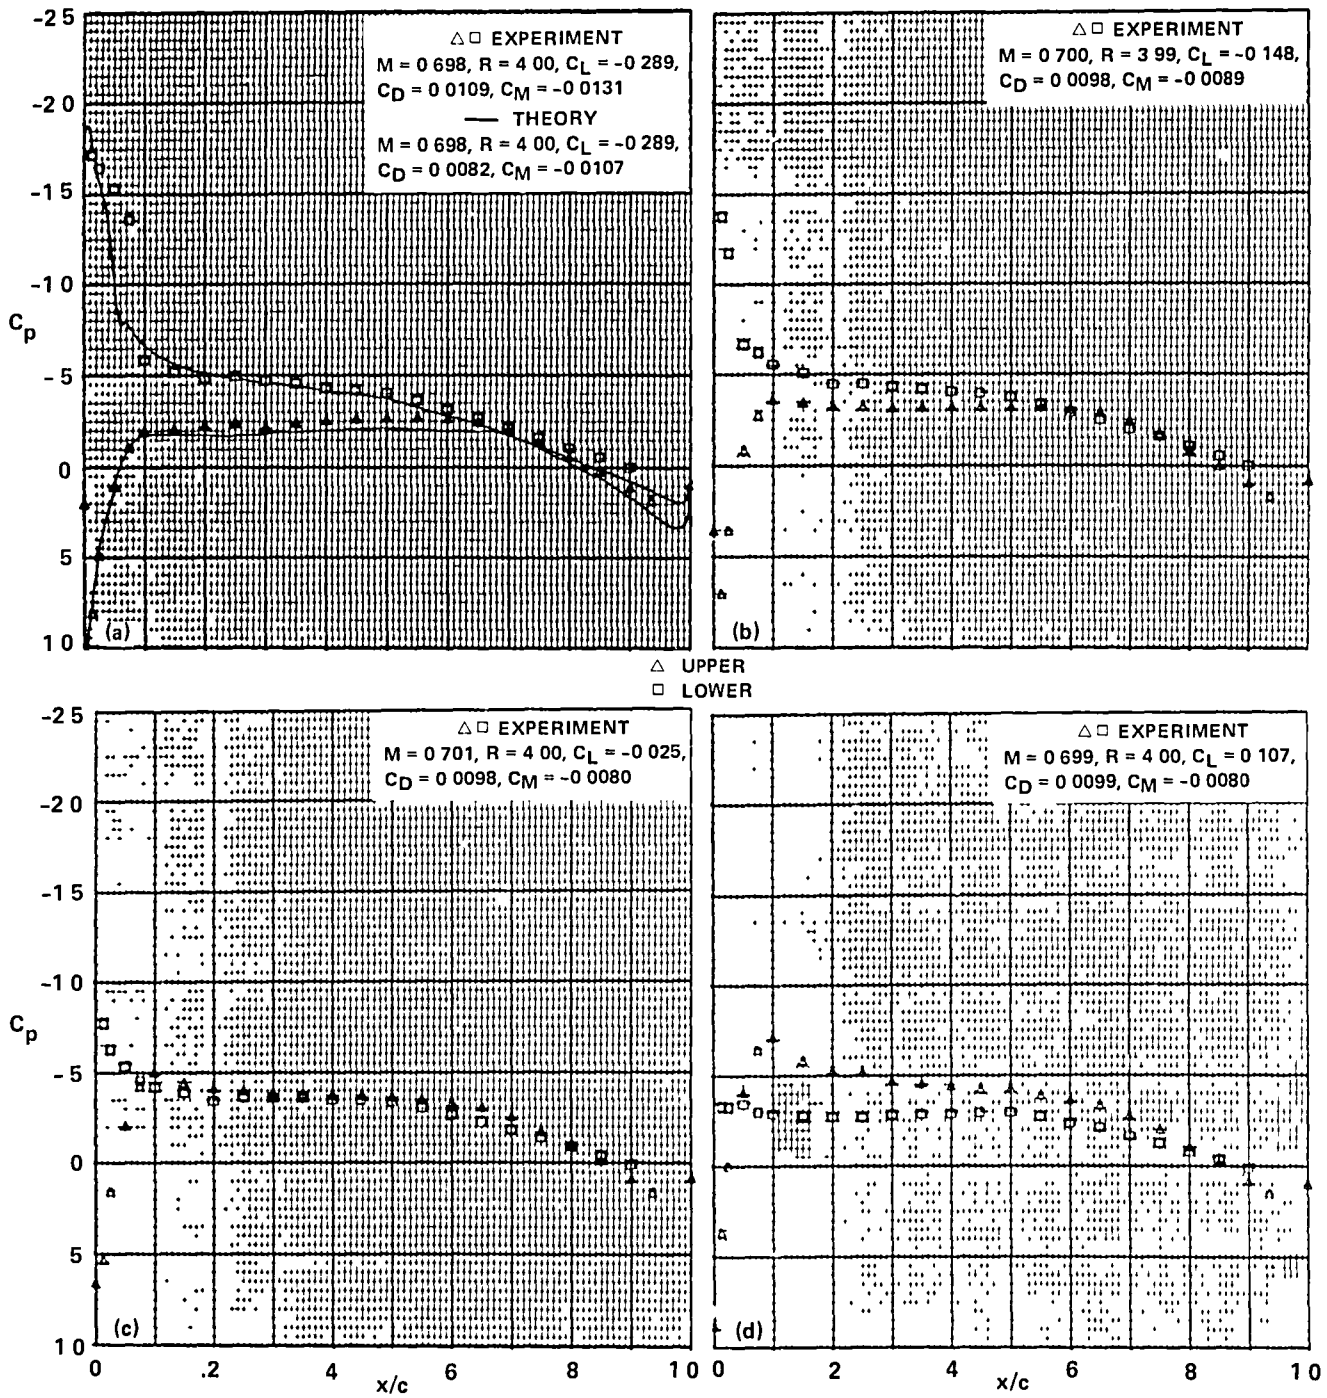 -2 5
-2 0
-1 5
-1 0
Cp
- 5
0
5
1 0
△ □ EXPERIMENT
M = 0 698, R = 4 00, CL = -0 289,
CD = 0 0109, CM = -0 0131
— THEORY
M = 0 698, R = 4 00, CL = -0 289,
CD = 0 0082, CM = -0 0107
(a)
△ □ EXPERIMENT
M = 0 700, R = 3 99, CL = -0 148,
CD = 0 0098, CM = -0 0089
(b)
△ UPPER
□ LOWER
-2 5
-2 0
-1 5
-1 0
Cp
- 5
0
5
1 0
△ □ EXPERIMENT
M = 0 701, R = 4 00, CL = -0 025,
CD = 0 0098, CM = -0 0080
(c)
0 .2 4 6 8 1 0
x/c
△ □ EXPERIMENT
M = 0 699, R = 4 00, CL = 0 107,
CD = 0 0099, CM = -0 0080
(d)
0 2 4 6 8 1 0
x/c